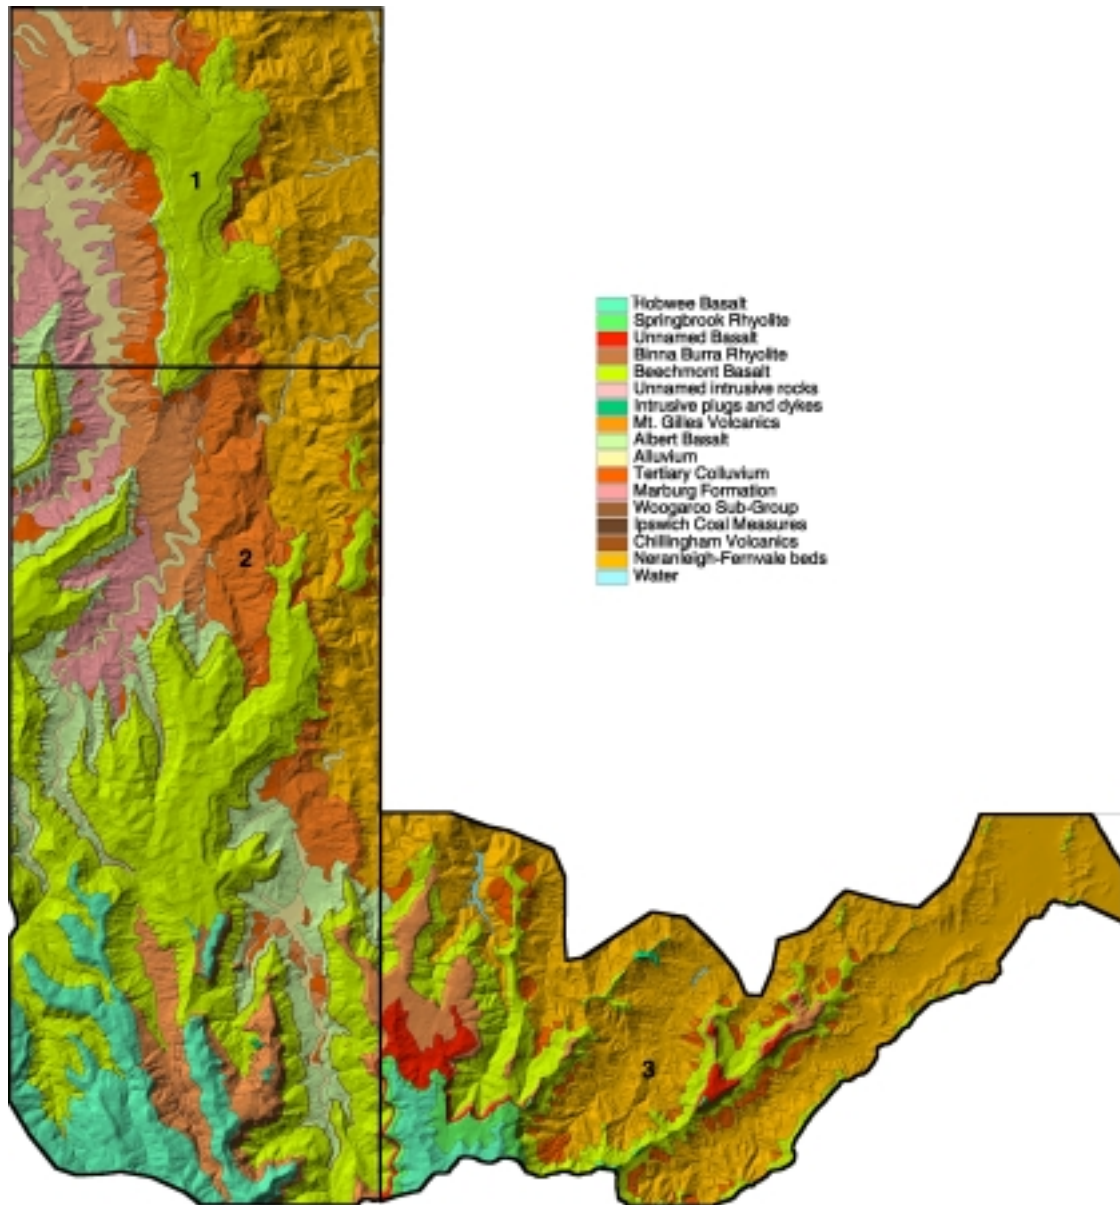 1
Hobwee Basalt
Springbrook Rhyolite
Unnamed Basalt
Binna Burra Rhyolite
Beechmont Basalt
Unnamed intrusive rocks
Intrusive plugs and dykes
Mt. Gilles Volcanics
Albert Basalt
Alluvium
Tertiary Colluvium
Marburg Formation
Woogaroo Sub-Group
Ipswich Coal Measures
Chillingham Volcanics
Neranleigh-Fernvale beds
Water
2
3